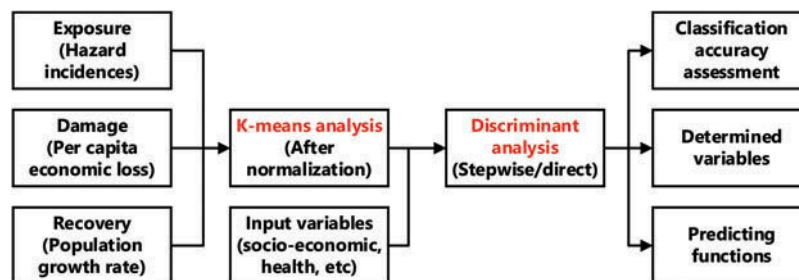 Exposure
(Hazard
incidences)
Damage
(Per capita
economic loss)
Recovery
(Population
growth rate)
K-means analysis
(After
normalization)
Input variables
(socio-economic,
health, etc)
Discriminant
analysis
(Stepwise/direct)
Classification
accuracy
assessment
Determined
variables
Predicting
functions